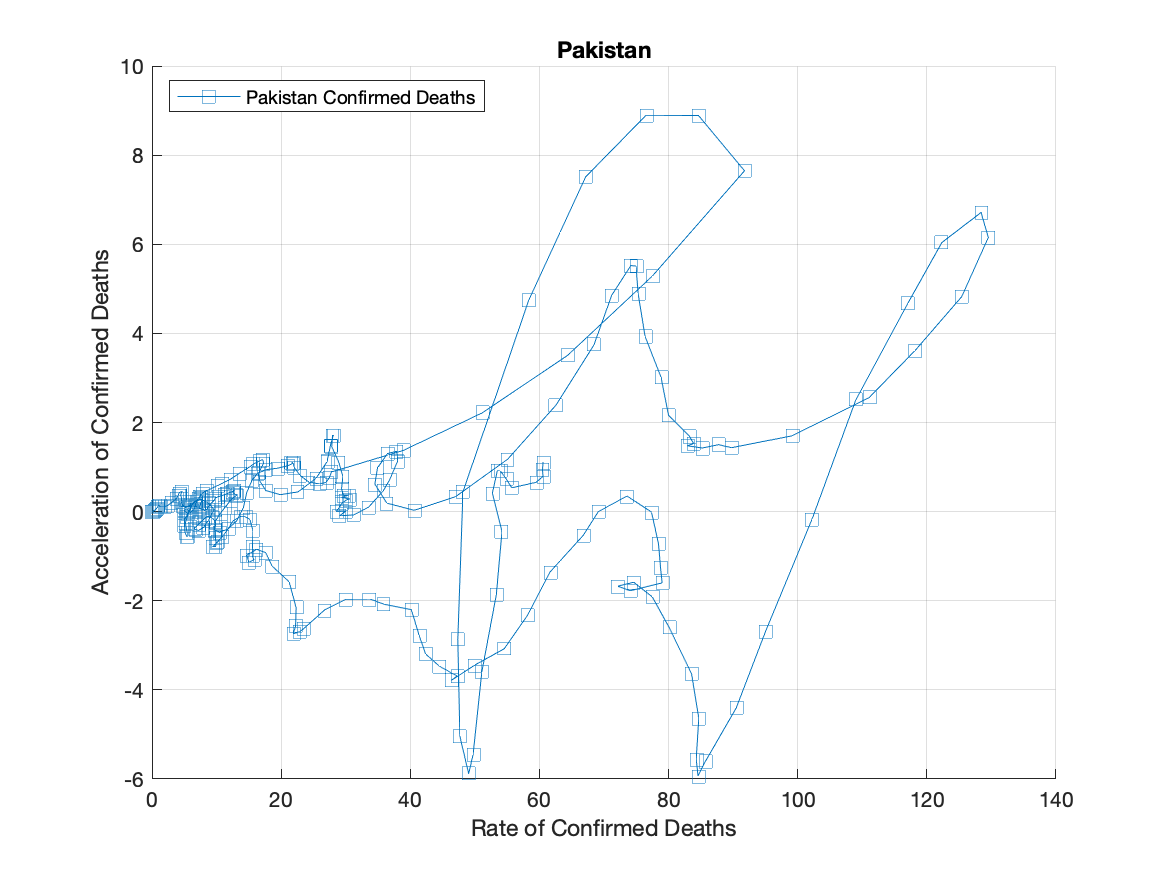 Pakistan
Pakistan Confirmed Deaths
10
8
6
4
2
0
-2
-4
-6
Acceleration of Confirmed Deaths
0 20 40 60 80 100 120 140
Rate of Confirmed Deaths